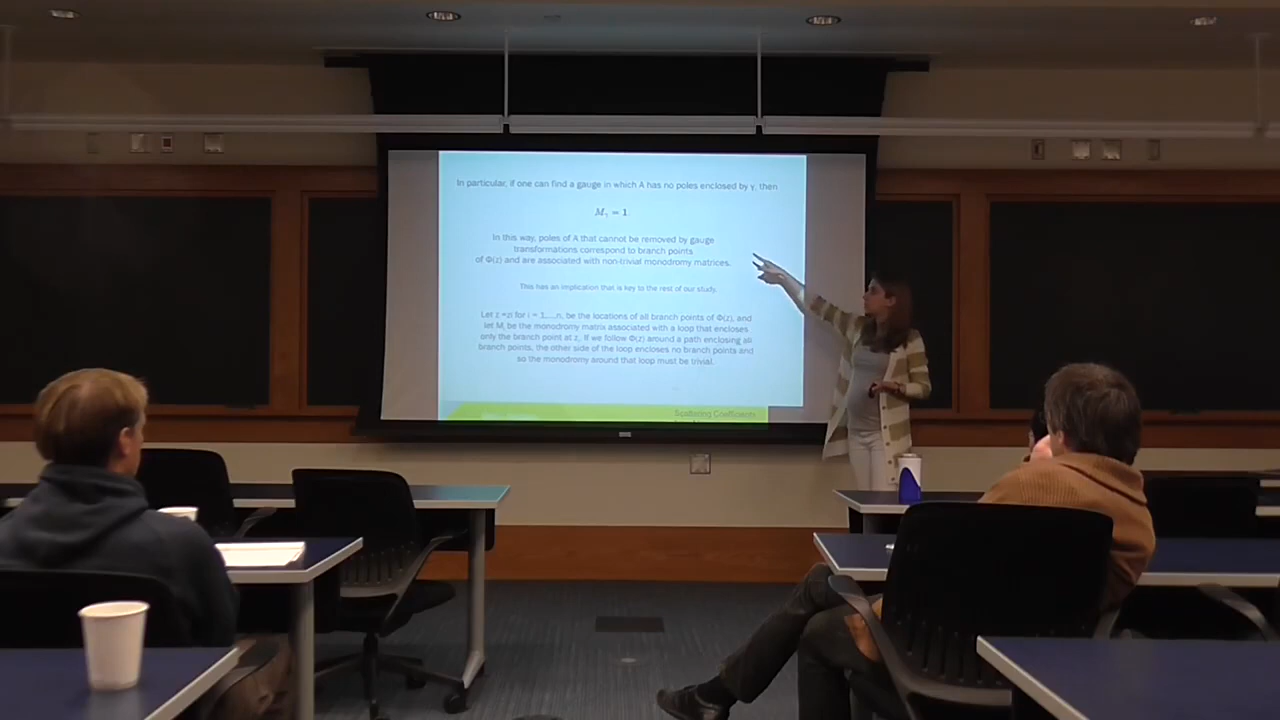 In particular, if one can find a gauge in which A has no poles enclosed by γ, then
Mᵧ = 1.
In this way, poles of A that cannot be removed by gauge
transformations correspond to branch points
of Φ(z) and are associated with non-trivial monodromy matrices.
This has an implication that is key to the rest of our study.
Let z =zi for i = 1,...,n, be the locations of all branch points of Φ(z), and
let Mᵢ be the monodromy matrix associated with a loop that encloses
only the branch point at zᵢ. If we follow Φ(z) around a path enclosing all
branch points, the other side of the loop encloses no branch points and
so the monodromy around that loop must be trivial.
Scattering Coefficients